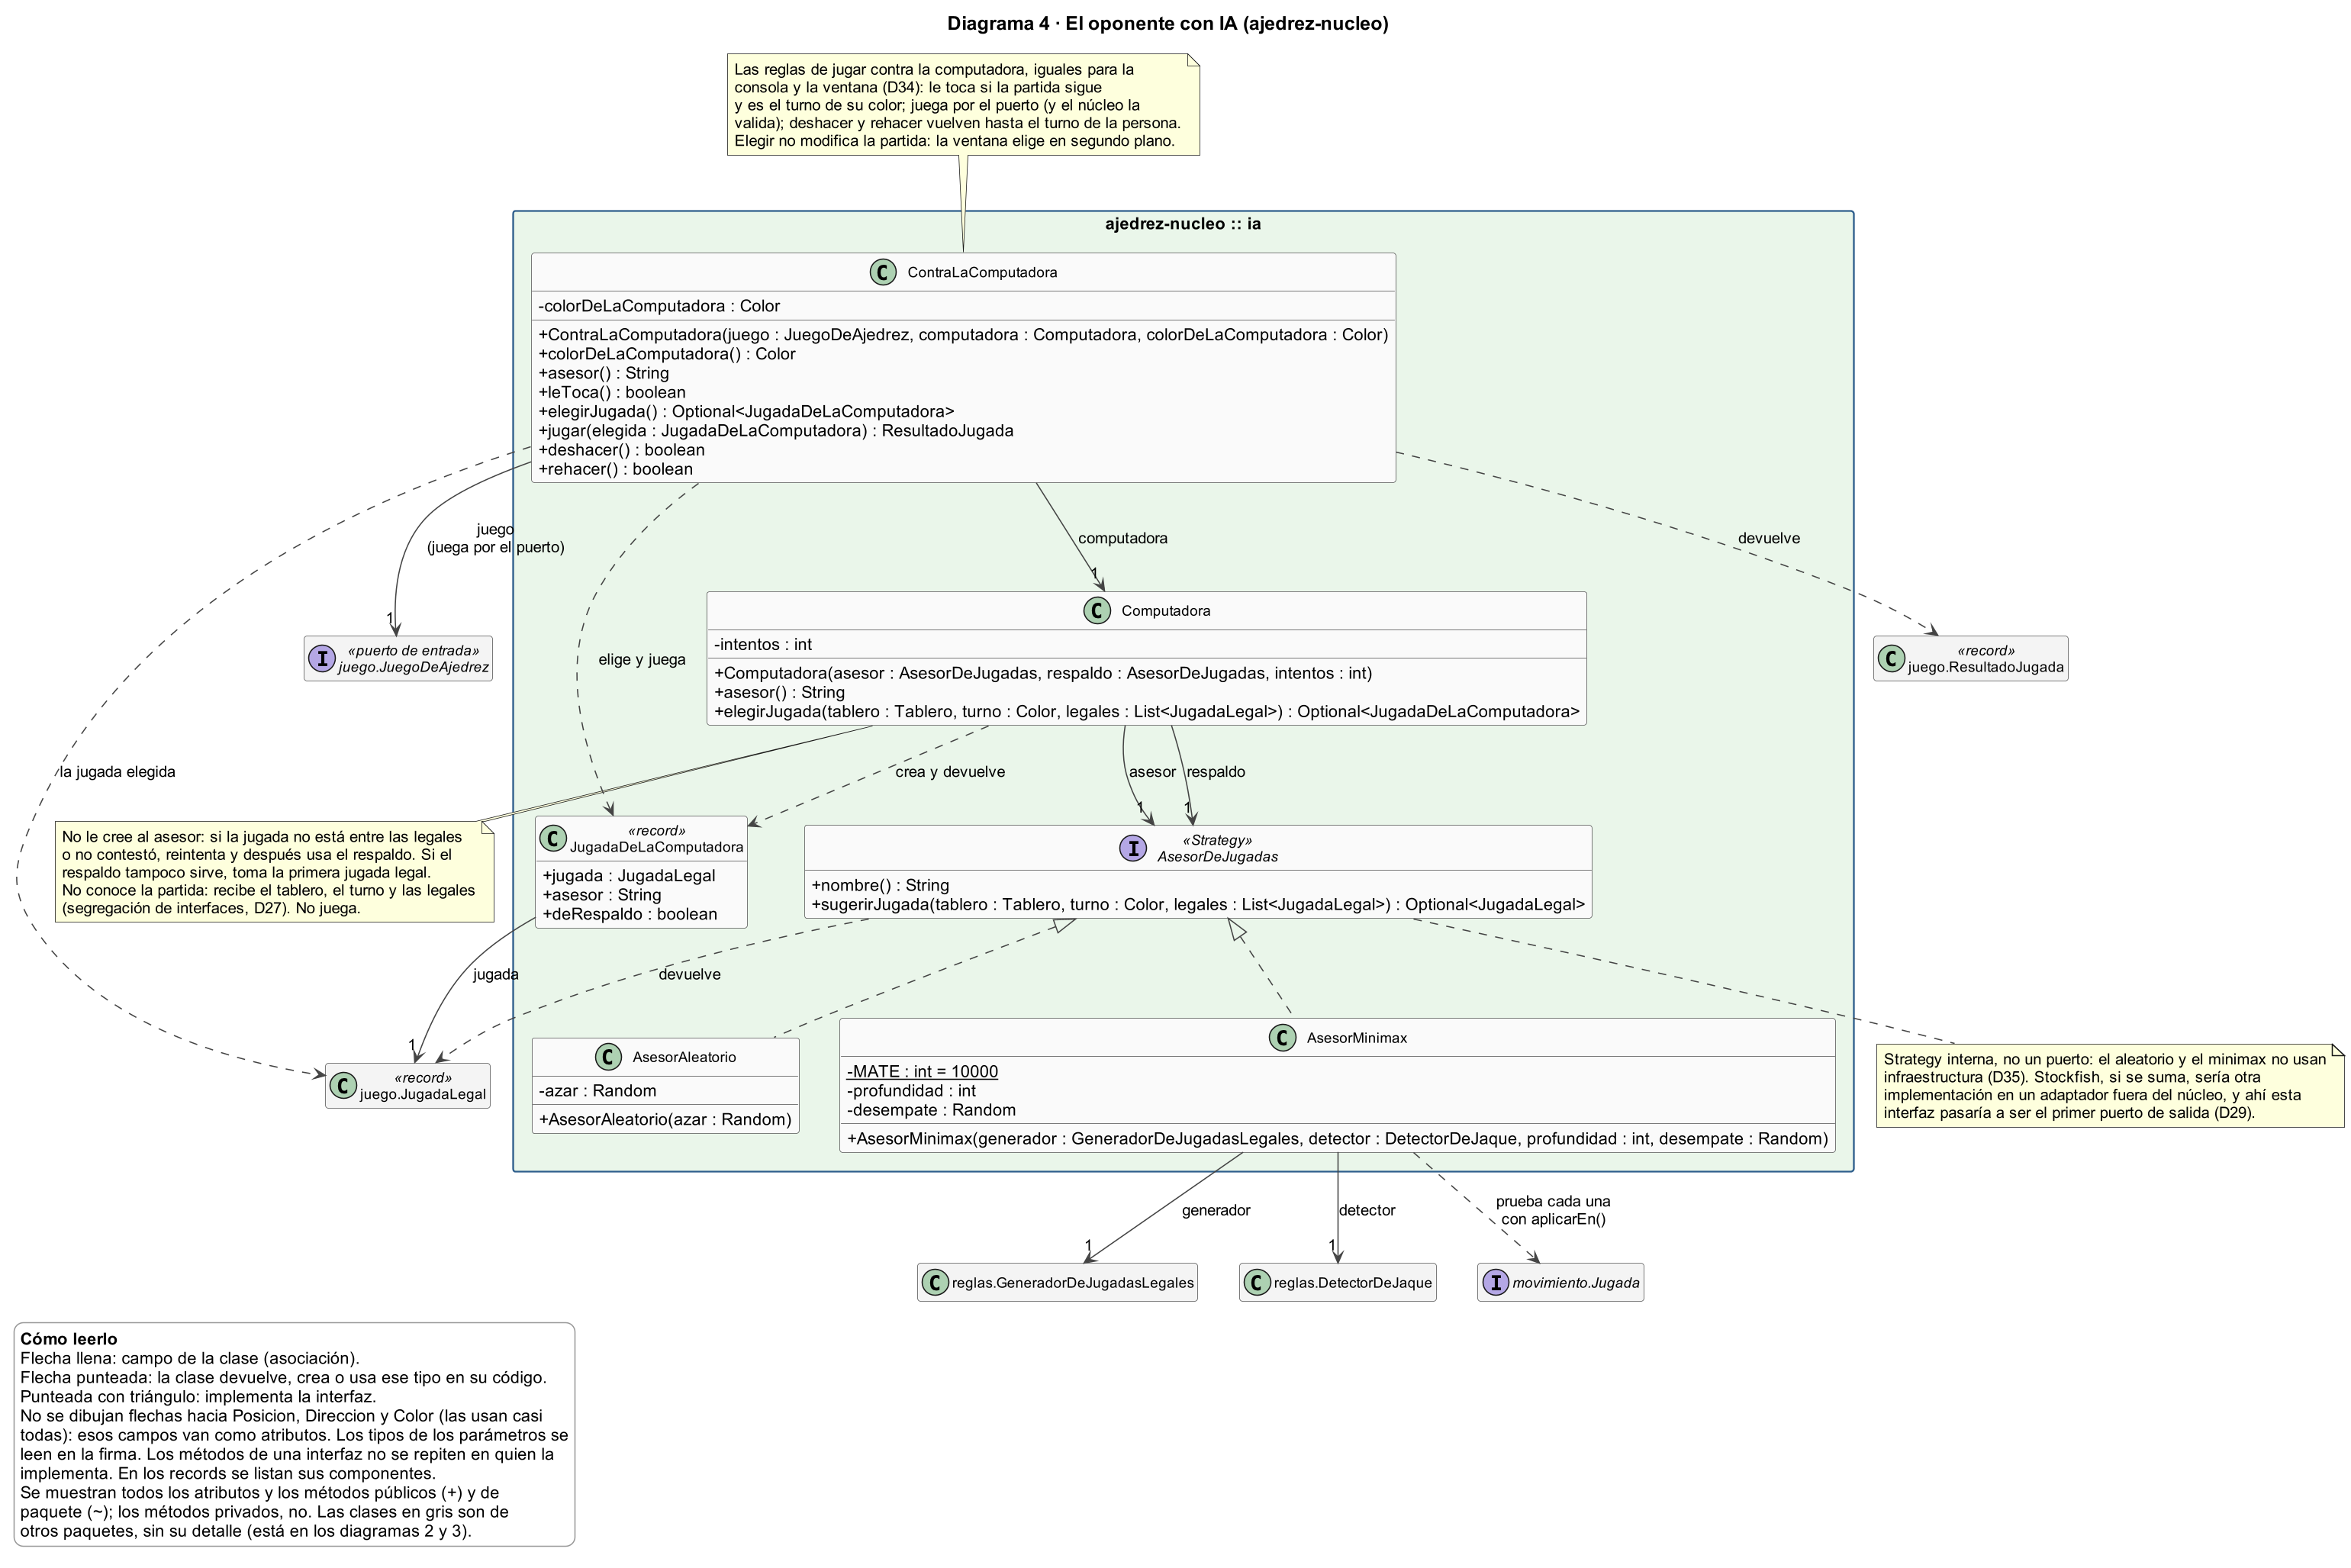 Diagrama 4 · El oponente con IA (ajedrez-nucleo)
Las reglas de jugar contra la computadora, iguales para la
consola y la ventana (D34): le toca si la partida sigue
y es el turno de su color; juega por el puerto (y el núcleo la
valida); deshacer y rehacer vuelven hasta el turno de la persona.
Elegir no modifica la partida: la ventana elige en segundo plano.
ajedrez-nucleo :: ia
C ContraLaComputadora
-colorDeLaComputadora : Color
+ContraLaComputadora(juego : JuegoDeAjedrez, computadora : Computadora, colorDeLaComputadora : Color)
+colorDeLaComputadora() : Color
+asesor() : String
+leToca() : boolean
+elegirJugada() : Optional<JugadaDeLaComputadora>
+jugar(elegida : JugadaDeLaComputadora) : ResultadoJugada
+deshacer() : boolean
+rehacer() : boolean
juego
(juega por el puerto)
computadora
devuelve
1
1
I «puerto de entrada»
juego.JuegoDeAjedrez
elige y juega
C Computadora
-intentos : int
+Computadora(asesor : AsesorDeJugadas, respaldo : AsesorDeJugadas, intentos : int)
+asesor() : String
+elegirJugada(tablero : Tablero, turno : Color, legales : List<JugadaLegal>) : Optional<JugadaDeLaComputadora>
C «record»
juego.ResultadoJugada
la jugada elegida
crea y devuelve
asesor
respaldo
1
1
No le cree al asesor: si la jugada no está entre las legales
o no contestó, reintenta y después usa el respaldo. Si el
respaldo tampoco sirve, toma la primera jugada legal.
No conoce la partida: recibe el tablero, el turno y las legales
(segregación de interfaces, D27). No juega.
C «record»
JugadaDeLaComputadora
+jugada : JugadaLegal
+asesor : String
+deRespaldo : boolean
I «Strategy»
AsesorDeJugadas
+nombre() : String
+sugerirJugada(tablero : Tablero, turno : Color, legales : List<JugadaLegal>) : Optional<JugadaLegal>
jugada
devuelve
1
C «record»
juego.JugadaLegal
C AsesorAleatorio
-azar : Random
+AsesorAleatorio(azar : Random)
C AsesorMinimax
-MATE : int = 10000
-profundidad : int
-desempate : Random
+AsesorMinimax(generador : GeneradorDeJugadasLegales, detector : DetectorDeJaque, profundidad : int, desempate : Random)
Strategy interna, no un puerto: el aleatorio y el minimax no usan
infraestructura (D35). Stockfish, si se suma, sería otra
implementación en un adaptador fuera del núcleo, y ahí esta
interfaz pasaría a ser el primer puerto de salida (D29).
generador
detector
prueba cada una
con aplicarEn()
1
1
C reglas.GeneradorDeJugadasLegales
C reglas.DetectorDeJaque
I movimiento.Jugada
Cómo leerlo
Flecha llena: campo de la clase (asociación).
Flecha punteada: la clase devuelve, crea o usa ese tipo en su código.
Punteada con triángulo: implementa la interfaz.
No se dibujan flechas hacia Posicion, Direccion y Color (las usan casi
todas): esos campos van como atributos. Los tipos de los parámetros se
leen en la firma. Los métodos de una interfaz no se repiten en quien la
implementa. En los records se listan sus componentes.
Se muestran todos los atributos y los métodos públicos (+) y de
paquete (~); los métodos privados, no. Las clases en gris son de
otros paquetes, sin su detalle (está en los diagramas 2 y 3).